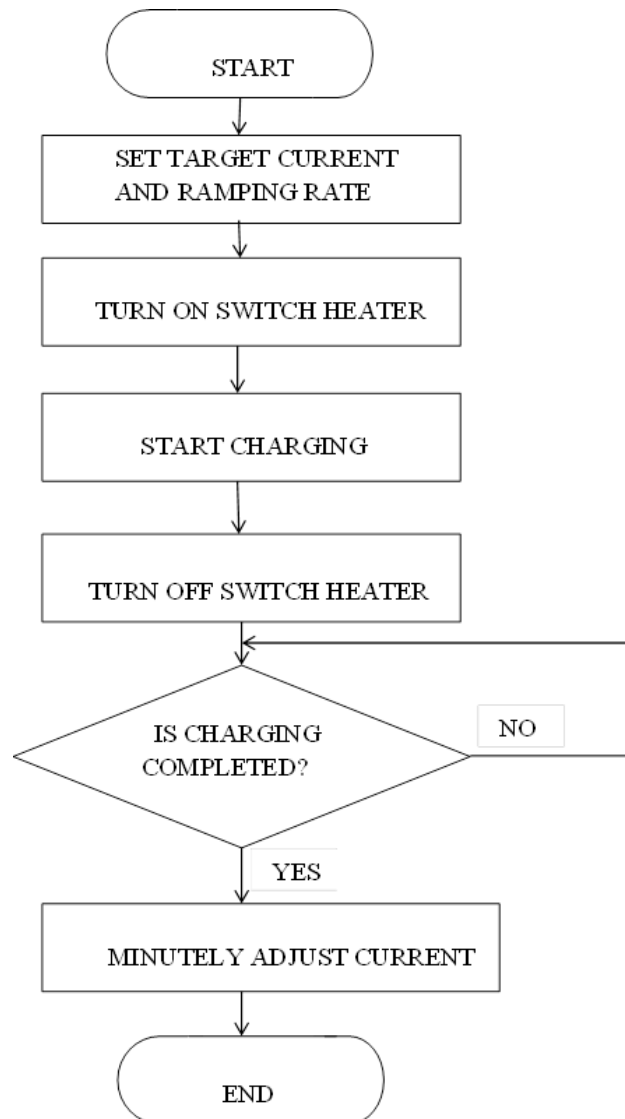 START
SET TARGET CURRENT
AND RAMPING RATE
TURN ON SWITCH HEATER
START CHARGING
TURN OFF SWITCH HEATER
IS CHARGING
COMPLETED?
NO
YES
MINUTELY ADJUST CURRENT
END